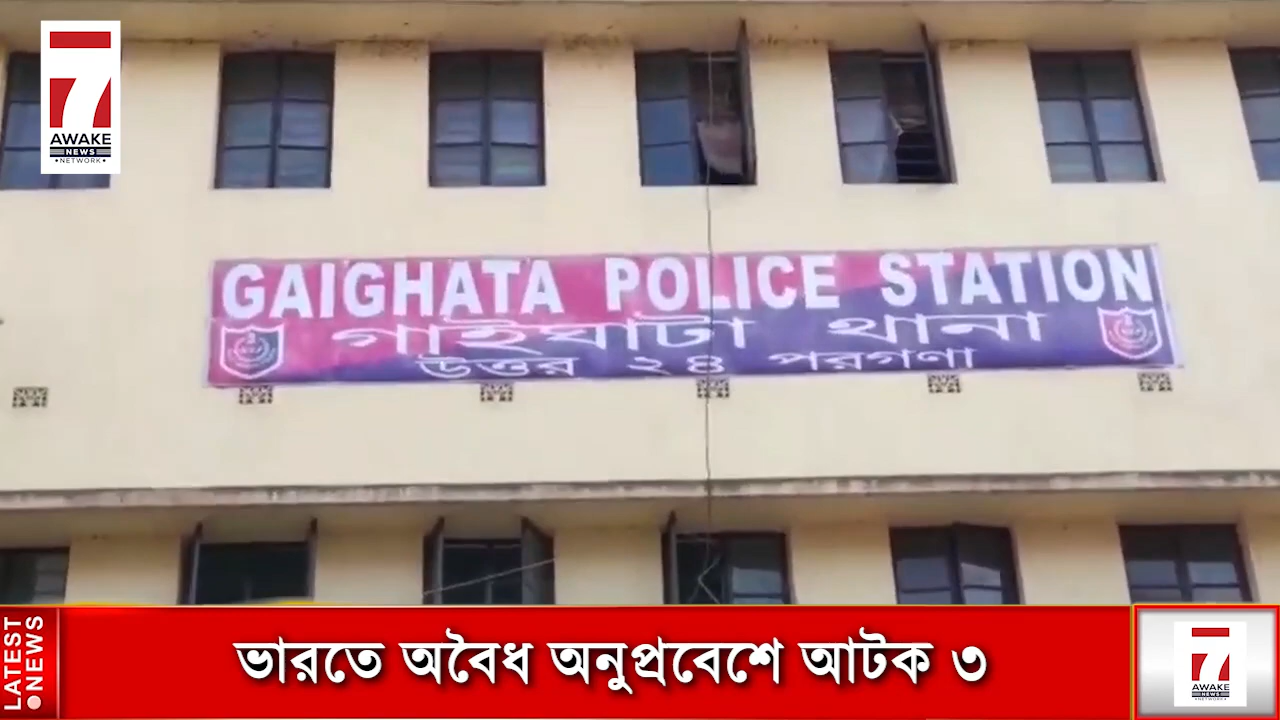 7
AWAKE
NEWS
NETWORK
GAIGHATA POLICE STATION
গাইঘাটা থানা
উত্তর ২৪ পরগণা
LATEST
NEWS
ভারতে অবৈধ অনুপ্রবেশে আটক ৩
7
AWAKE
NEWS
NETWORK